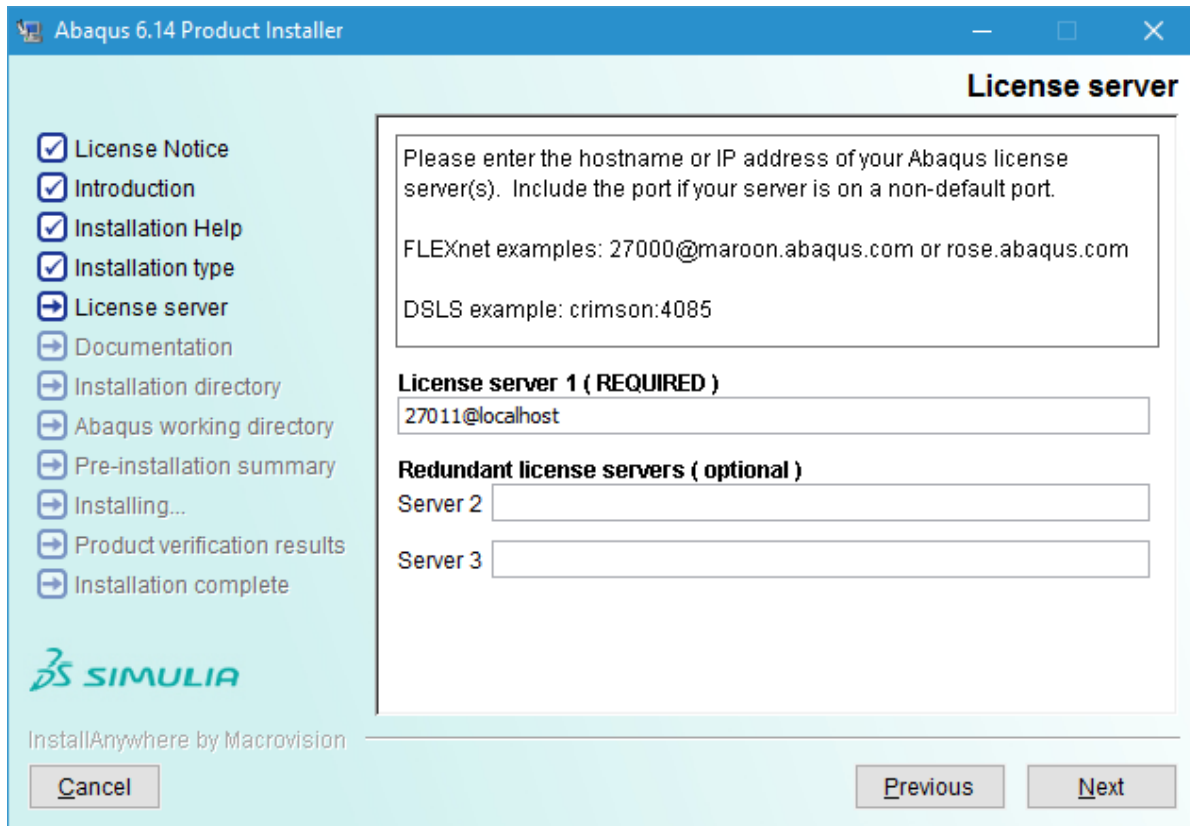 Abaqus 6.14 Product Installer
License server
License Notice
Introduction
Installation Help
Installation type
License server
Documentation
Installation directory
Abaqus working directory
Pre-installation summary
Installing...
Product verification results
Installation complete
Please enter the hostname or IP address of your Abaqus license
server(s). Include the port if your server is on a non-default port.
FLEXnet examples: 27000@maroon.abaqus.com or rose.abaqus.com
DSLS example: crimson:4085
License server 1 ( REQUIRED )
27011@localhost
Redundant license servers ( optional )
Server 2
Server 3
3DS SIMULIA
InstallAnywhere by Macrovision
Cancel
Previous
Next